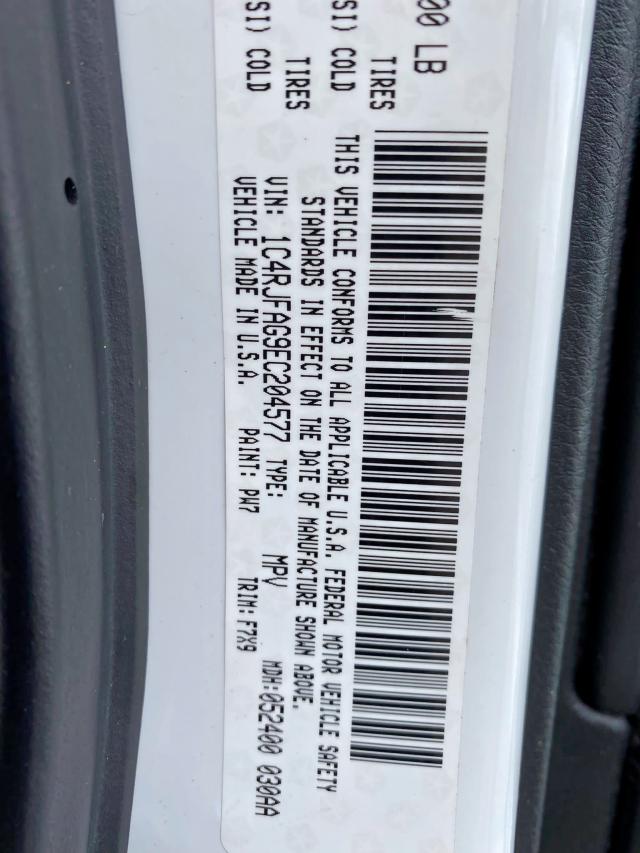 00 LB
TIRES
SI) COLD
TIRES
SI) COLD
THIS VEHICLE CONFORMS TO ALL APPLICABLE U.S.A. FEDERAL MOTOR VEHICLE SAFETY
STANDARDS IN EFFECT ON THE DATE OF MANUFACTURE SHOWN ABOVE.
VIN: 1C4RJFAG9EC204577 TYPE: MPV MDH:052400 030AA
VEHICLE MADE IN U.S.A. PAINT: PW7 TRIM: F7X9